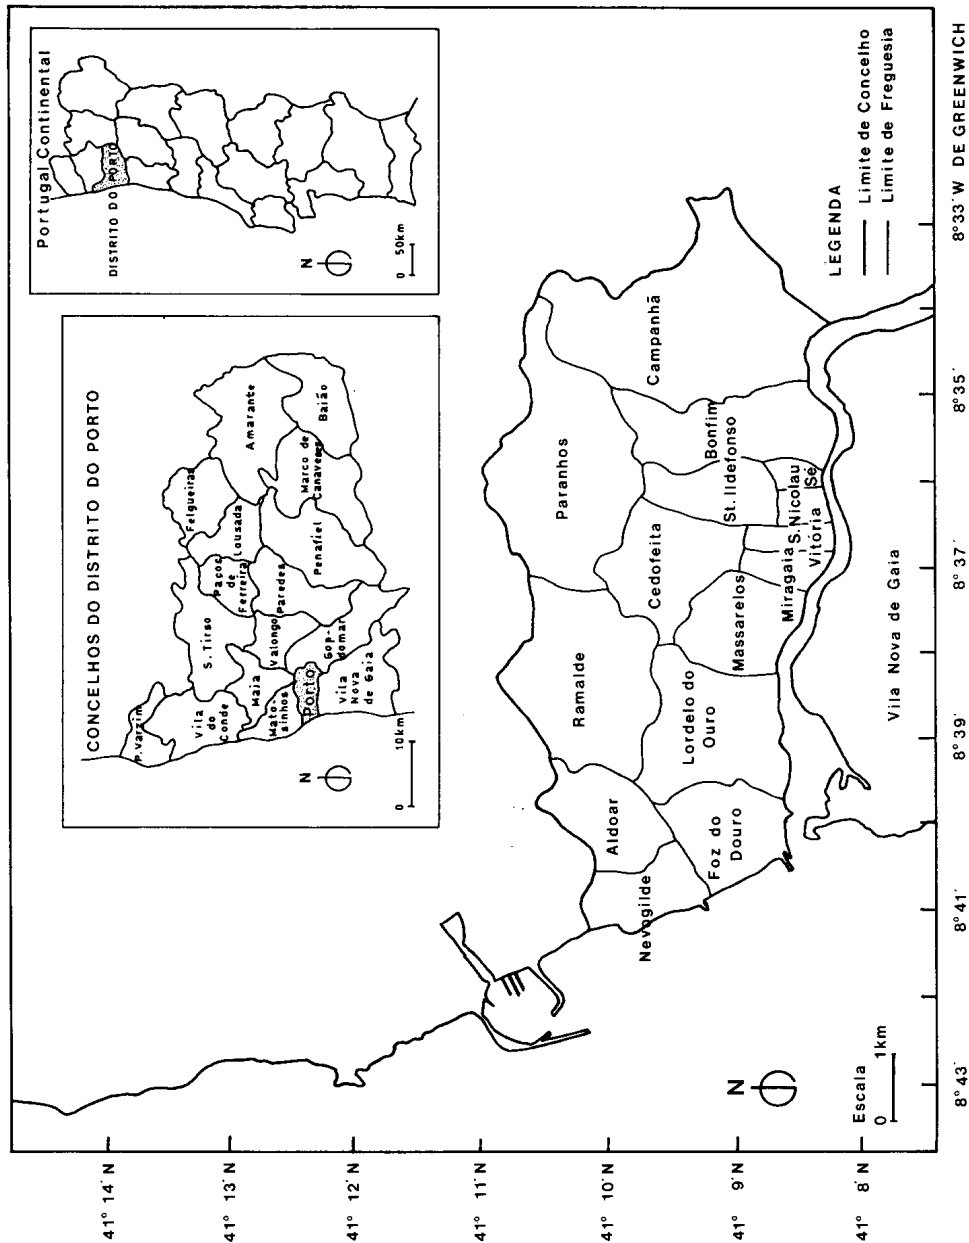 Portugal Continental
DISTRITO DO PORTO
N
0 50km
CONCELHOS DO DISTRITO DO PORTO
P. Varzim
Vila
do
Conde
S. Tirso
Paços
de
Ferreira
Felgueiras
Lousada
Amarante
Maia
Mato-
sinhos
Valongo
Paredes
Penafiel
Marco de
Canaveses
Baião
Porto
Gon-
domar
Vila
Nova
de Gaia
N
0 10km
Paranhos
Campanhã
Ramalde
Cedofeita
Bonfim
St. Ildefonso
Aldoar
Lordelo do
Ouro
Massarelos
Miragaia
S. Nicolau
Vitória
Sé
Nevogilde
Foz do
Douro
Vila Nova de Gaia
LEGENDA
Limite de Concelho
Limite de Freguesia
N
Escala
0 1km
41° 14' N
41° 13' N
41° 12' N
41° 11' N
41° 10' N
41° 9' N
41° 8' N
8° 43'
8° 41'
8° 39'
8° 37'
8° 35'
8° 33' W DE GREENWICH